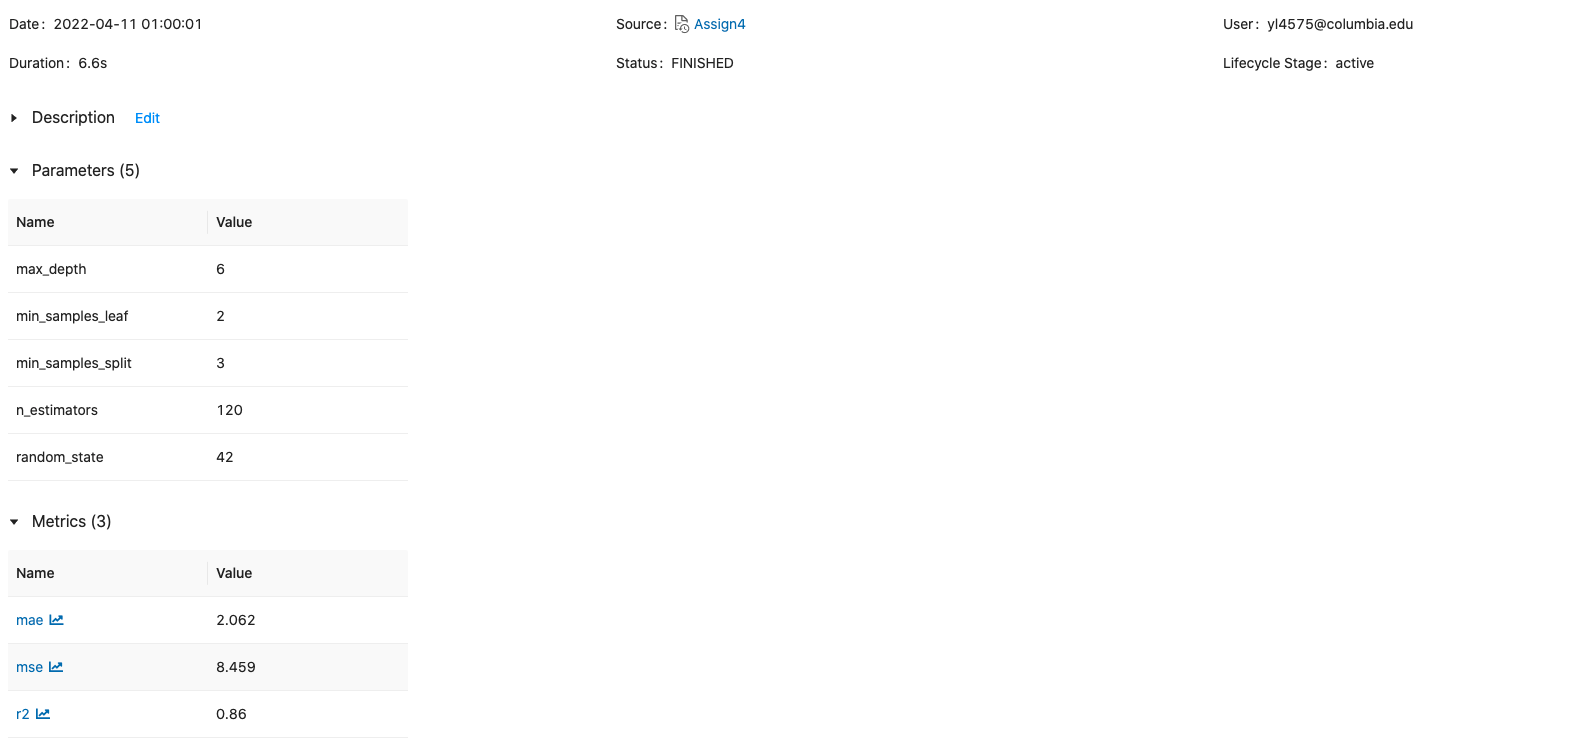 Date: 2022-04-11 01:00:01 Source: Assign4 User: yl4575@columbia.edu
Duration: 6.6s Status: FINISHED Lifecycle Stage: active
Description Edit
Parameters (5)
Name Value
max_depth 6
min_samples_leaf 2
min_samples_split 3
n_estimators 120
random_state 42
Metrics (3)
Name Value
mae 2.062
mse 8.459
r2 0.86